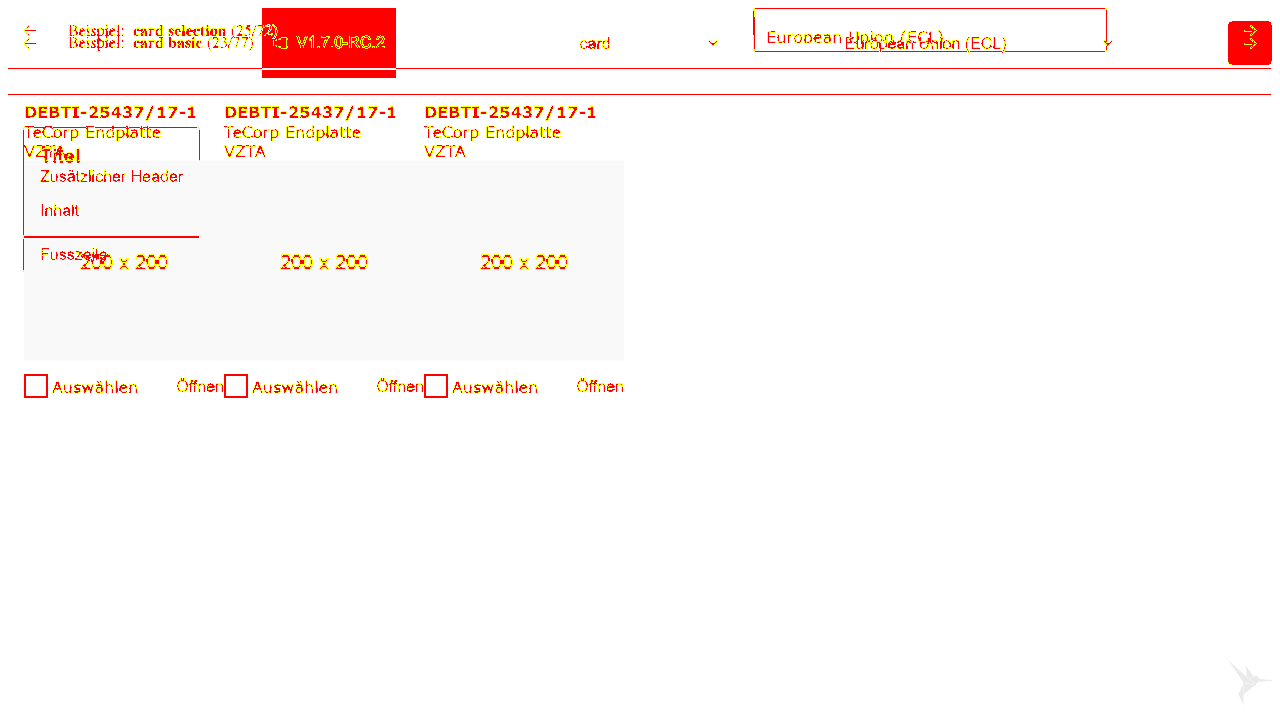 Beispiel: card selection (25/72)
Beispiel: card basic (23/77)
V1.7.0-RC.2
card
European Union (ECL)
European Union (ECL)
DEBTI-25437/17-1 DEBTI-25437/17-1 DEBTI-25437/17-1
TeCorp Endplatte TeCorp Endplatte TeCorp Endplatte
VZTA VZTA VZTA
Titel
Zusätzlicher Header
Inhalt
Fusszeile
200 x 200 200 x 200 200 x 200
Auswählen Öffnen Auswählen Öffnen Auswählen Öffnen